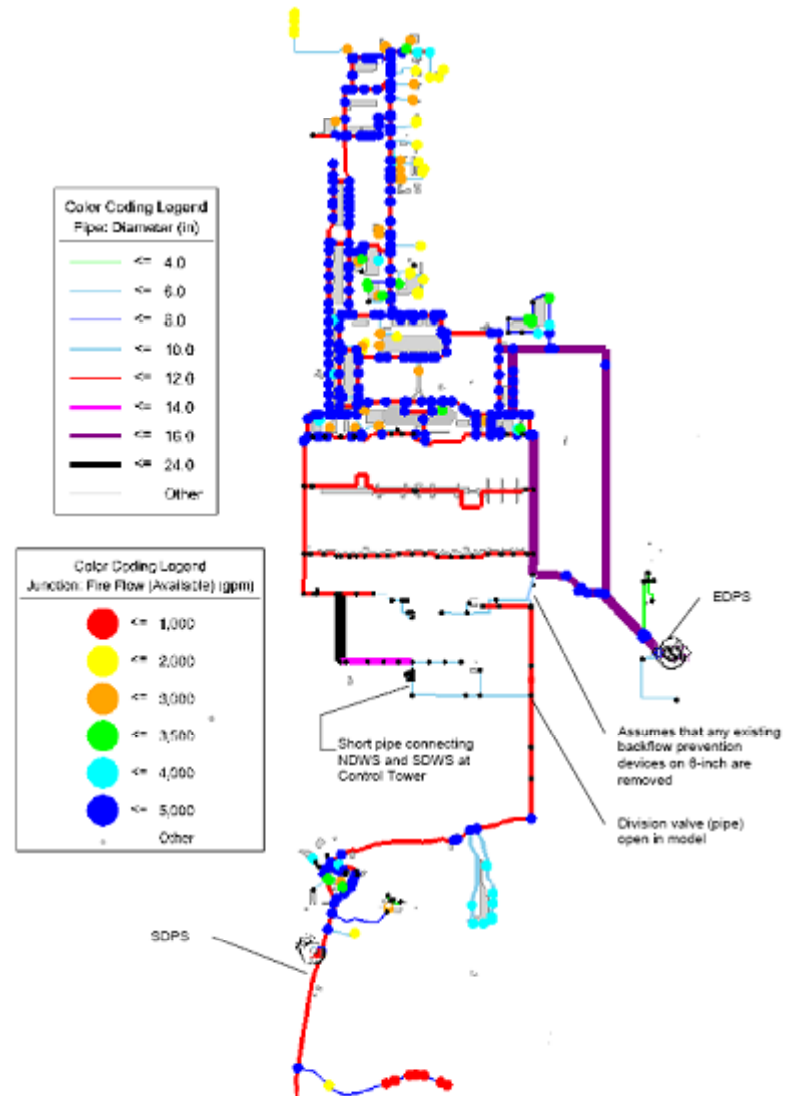 Color Coding Legend
Pipe: Diameter (in)
<= 4.0
<= 6.0
<= 8.0
<= 10.0
<= 12.0
<= 14.0
<= 16.0
<= 24.0
Other
Color Coding Legend
Junction: Fire Flow (Available) (gpm)
<= 1,000
<= 2,000
<= 3,000
<= 3,500
<= 4,000
<= 5,000
Other
EDPS
Short pipe connecting
NDWS and SDWS at
Control Tower
Assumes that any existing
backflow prevention
devices on 6-inch are
removed
Division valve (pipe)
open in model
SDPS